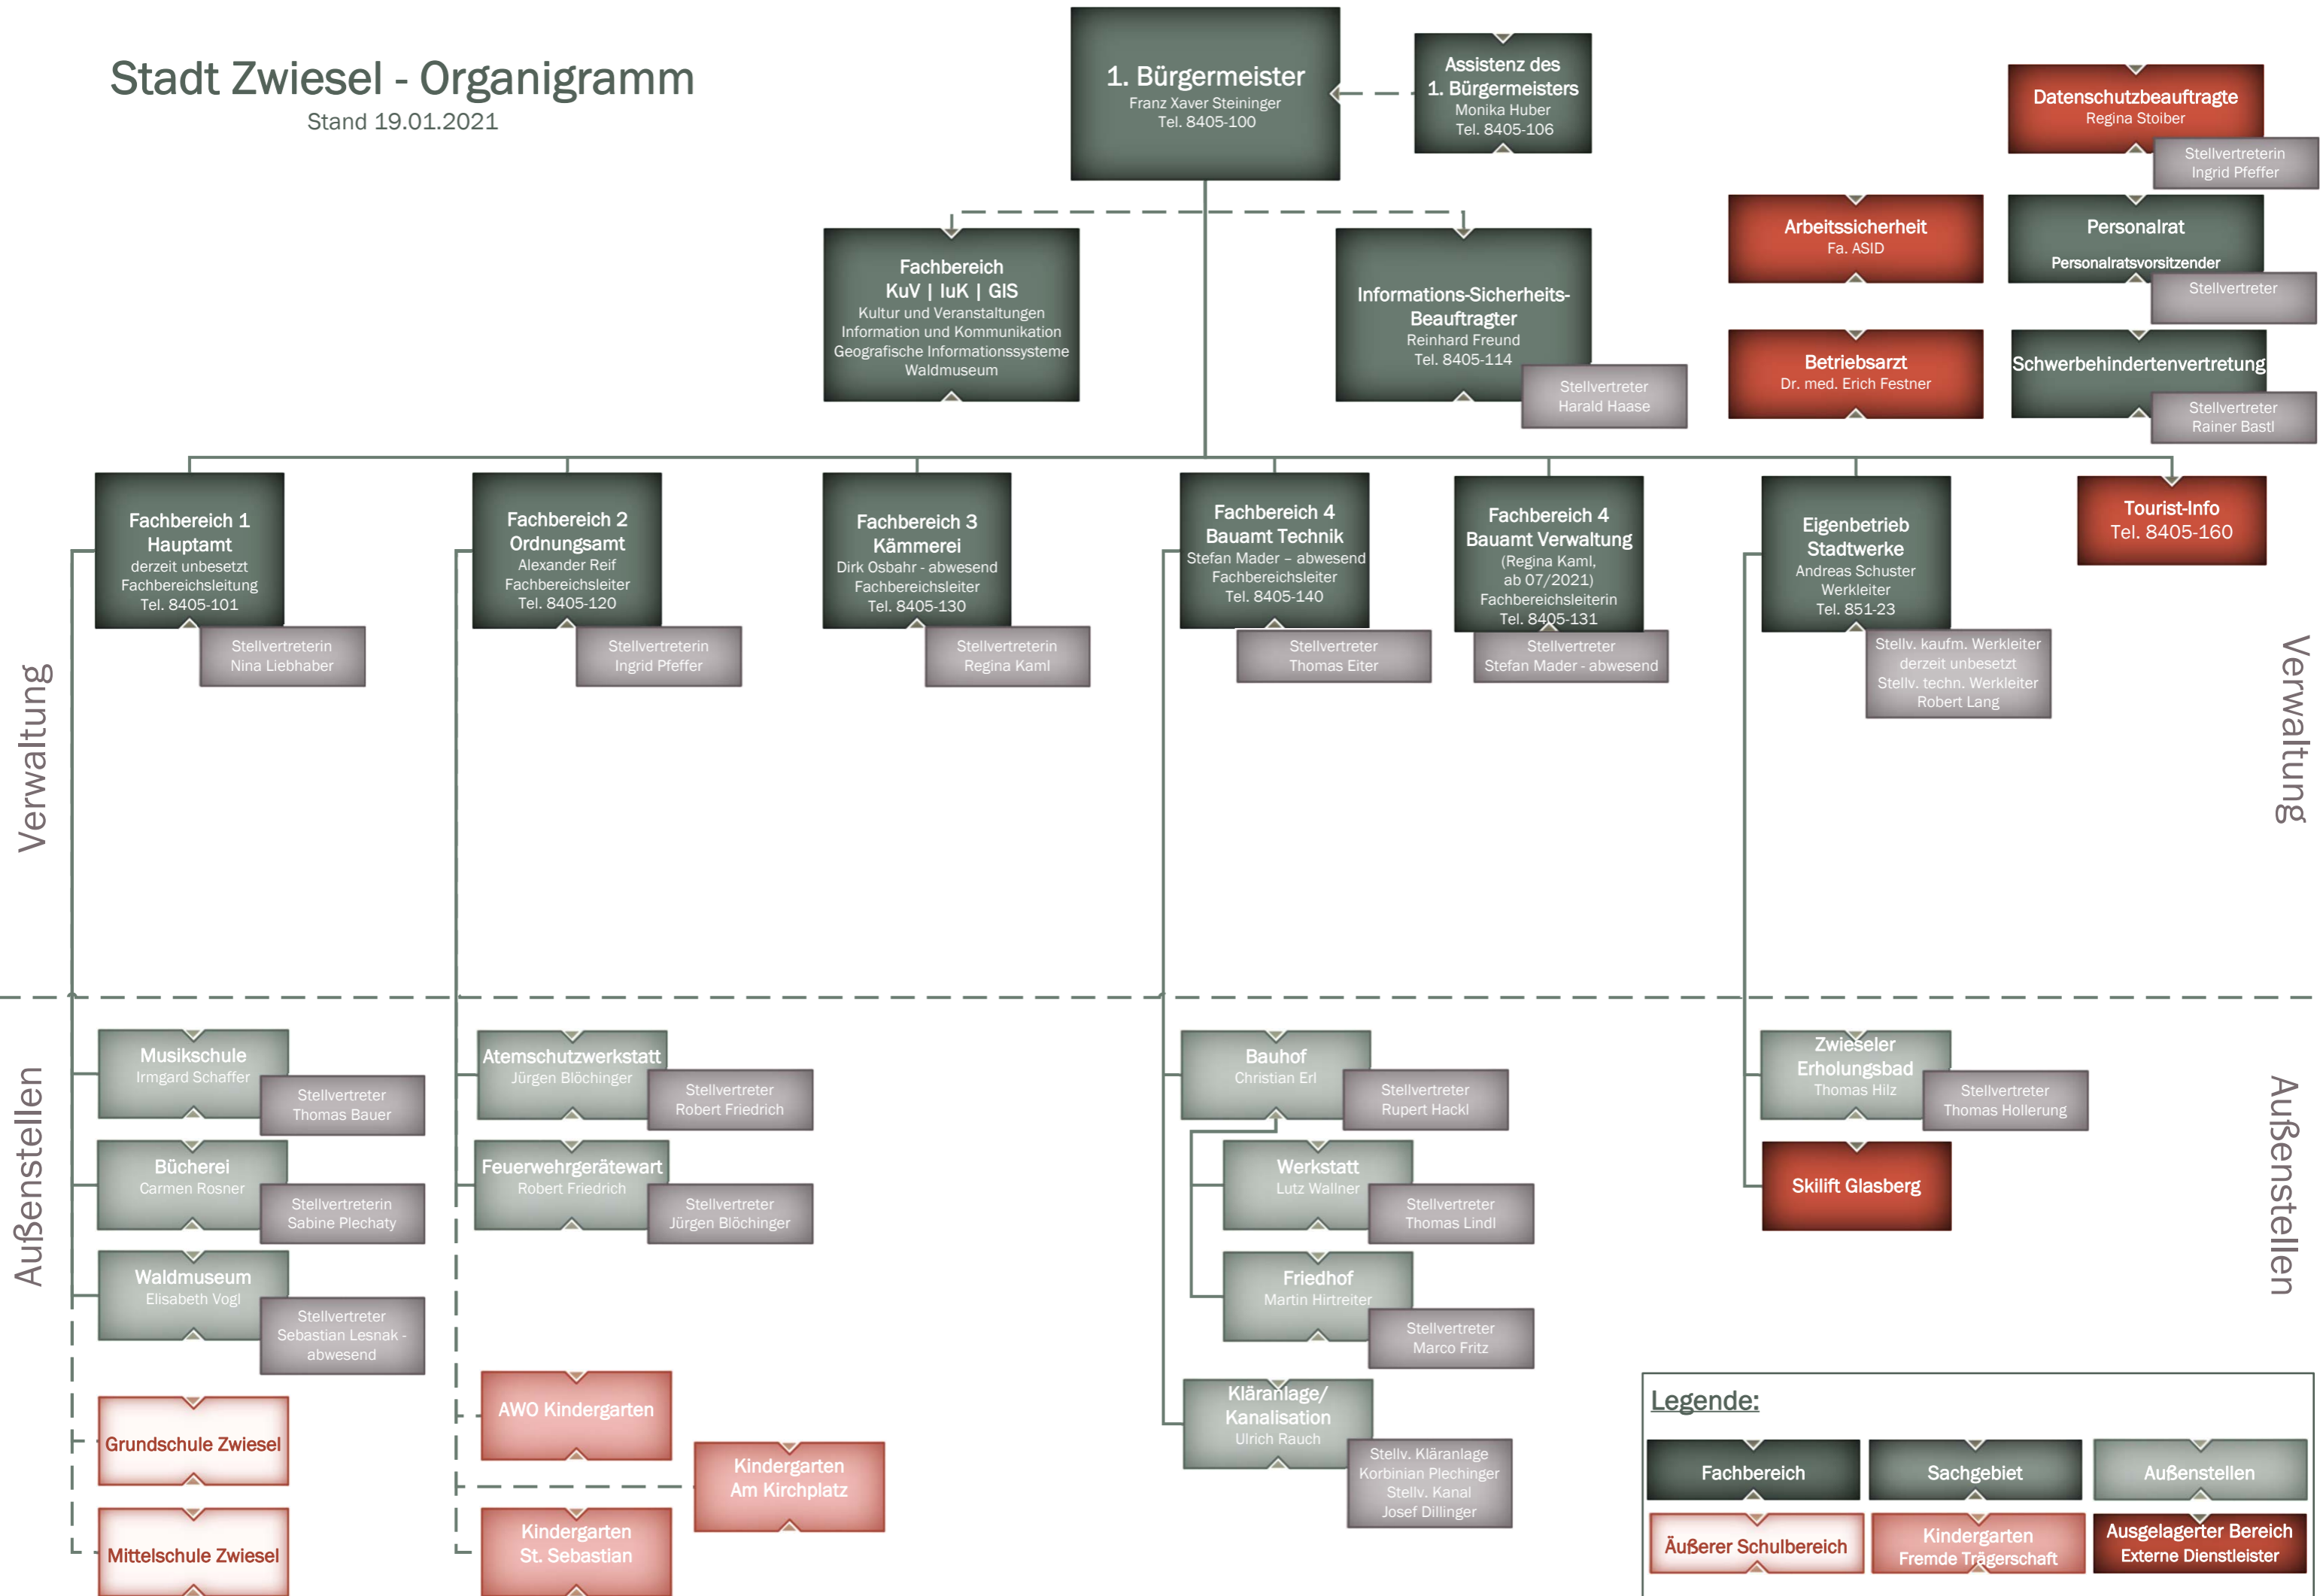 Stadt Zwiesel - Organigramm
Stand 19.01.2021
1. Bürgermeister
Franz Xaver Steininger
Tel. 8405-100
Assistenz des
1. Bürgermeisters
Monika Huber
Tel. 8405-106
Datenschutzbeauftragte
Regina Stoiber
Stellvertreterin
Ingrid Pfeffer
Fachbereich
KuV | IuK | GIS
Kultur und Veranstaltungen
Information und Kommunikation
Geografische Informationssysteme
Waldmuseum
Informations-Sicherheits-
Beauftragter
Reinhard Freund
Tel. 8405-114
Stellvertreter
Harald Haase
Arbeitssicherheit
Fa. ASID
Personalrat
Personalratsvorsitzender
Stellvertreter
Betriebsarzt
Dr. med. Erich Festner
Schwerbehindertenvertretung
Stellvertreter
Rainer Bastl
Fachbereich 1
Hauptamt
derzeit unbesetzt
Fachbereichsleitung
Tel. 8405-101
Stellvertreterin
Nina Liebhaber
Fachbereich 2
Ordnungsamt
Alexander Reif
Fachbereichsleiter
Tel. 8405-120
Stellvertreterin
Ingrid Pfeffer
Fachbereich 3
Kämmerei
Dirk Osbahr - abwesend
Fachbereichsleiter
Tel. 8405-130
Stellvertreterin
Regina Kaml
Fachbereich 4
Bauamt Technik
Stefan Mader – abwesend
Fachbereichsleiter
Tel. 8405-140
Stellvertreter
Thomas Eiter
Fachbereich 4
Bauamt Verwaltung
(Regina Kaml,
ab 07/2021)
Fachbereichsleiterin
Tel. 8405-131
Stellvertreter
Stefan Mader - abwesend
Eigenbetrieb
Stadtwerke
Andreas Schuster
Werkleiter
Tel. 851-23
Stellv. kaufm. Werkleiter
derzeit unbesetzt
Stellv. techn. Werkleiter
Robert Lang
Tourist-Info
Tel. 8405-160
Verwaltung
Verwaltung
Außenstellen
Außenstellen
Musikschule
Irmgard Schaffer
Stellvertreter
Thomas Bauer
Bücherei
Carmen Rosner
Stellvertreterin
Sabine Plechaty
Waldmuseum
Elisabeth Vogl
Stellvertreter
Sebastian Lesnak -
abwesend
Grundschule Zwiesel
Mittelschule Zwiesel
Atemschutzwerkstatt
Jürgen Blöchinger
Stellvertreter
Robert Friedrich
Feuerwehrgerätewart
Robert Friedrich
Stellvertreter
Jürgen Blöchinger
AWO Kindergarten
Kindergarten
Am Kirchplatz
Kindergarten
St. Sebastian
Bauhof
Christian Erl
Stellvertreter
Rupert Hackl
Werkstatt
Lutz Wallner
Stellvertreter
Thomas Lindl
Friedhof
Martin Hirtreiter
Stellvertreter
Marco Fritz
Kläranlage/
Kanalisation
Ulrich Rauch
Stellv. Kläranlage
Korbinian Plechinger
Stellv. Kanal
Josef Dillinger
Zwieseler
Erholungsbad
Thomas Hilz
Stellvertreter
Thomas Hollerung
Skilift Glasberg
Legende:
Fachbereich
Sachgebiet
Außenstellen
Äußerer Schulbereich
Kindergarten
Fremde Trägerschaft
Ausgelagerter Bereich
Externe Dienstleister